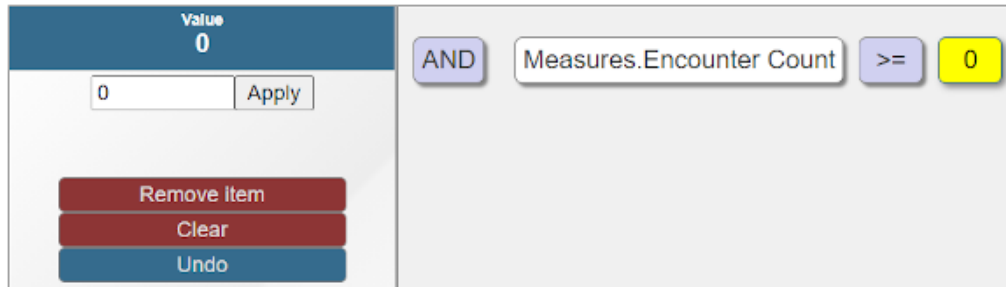 Value
0
0 Apply
Remove Item
Clear
Undo
AND Measures.Encounter Count >= 0